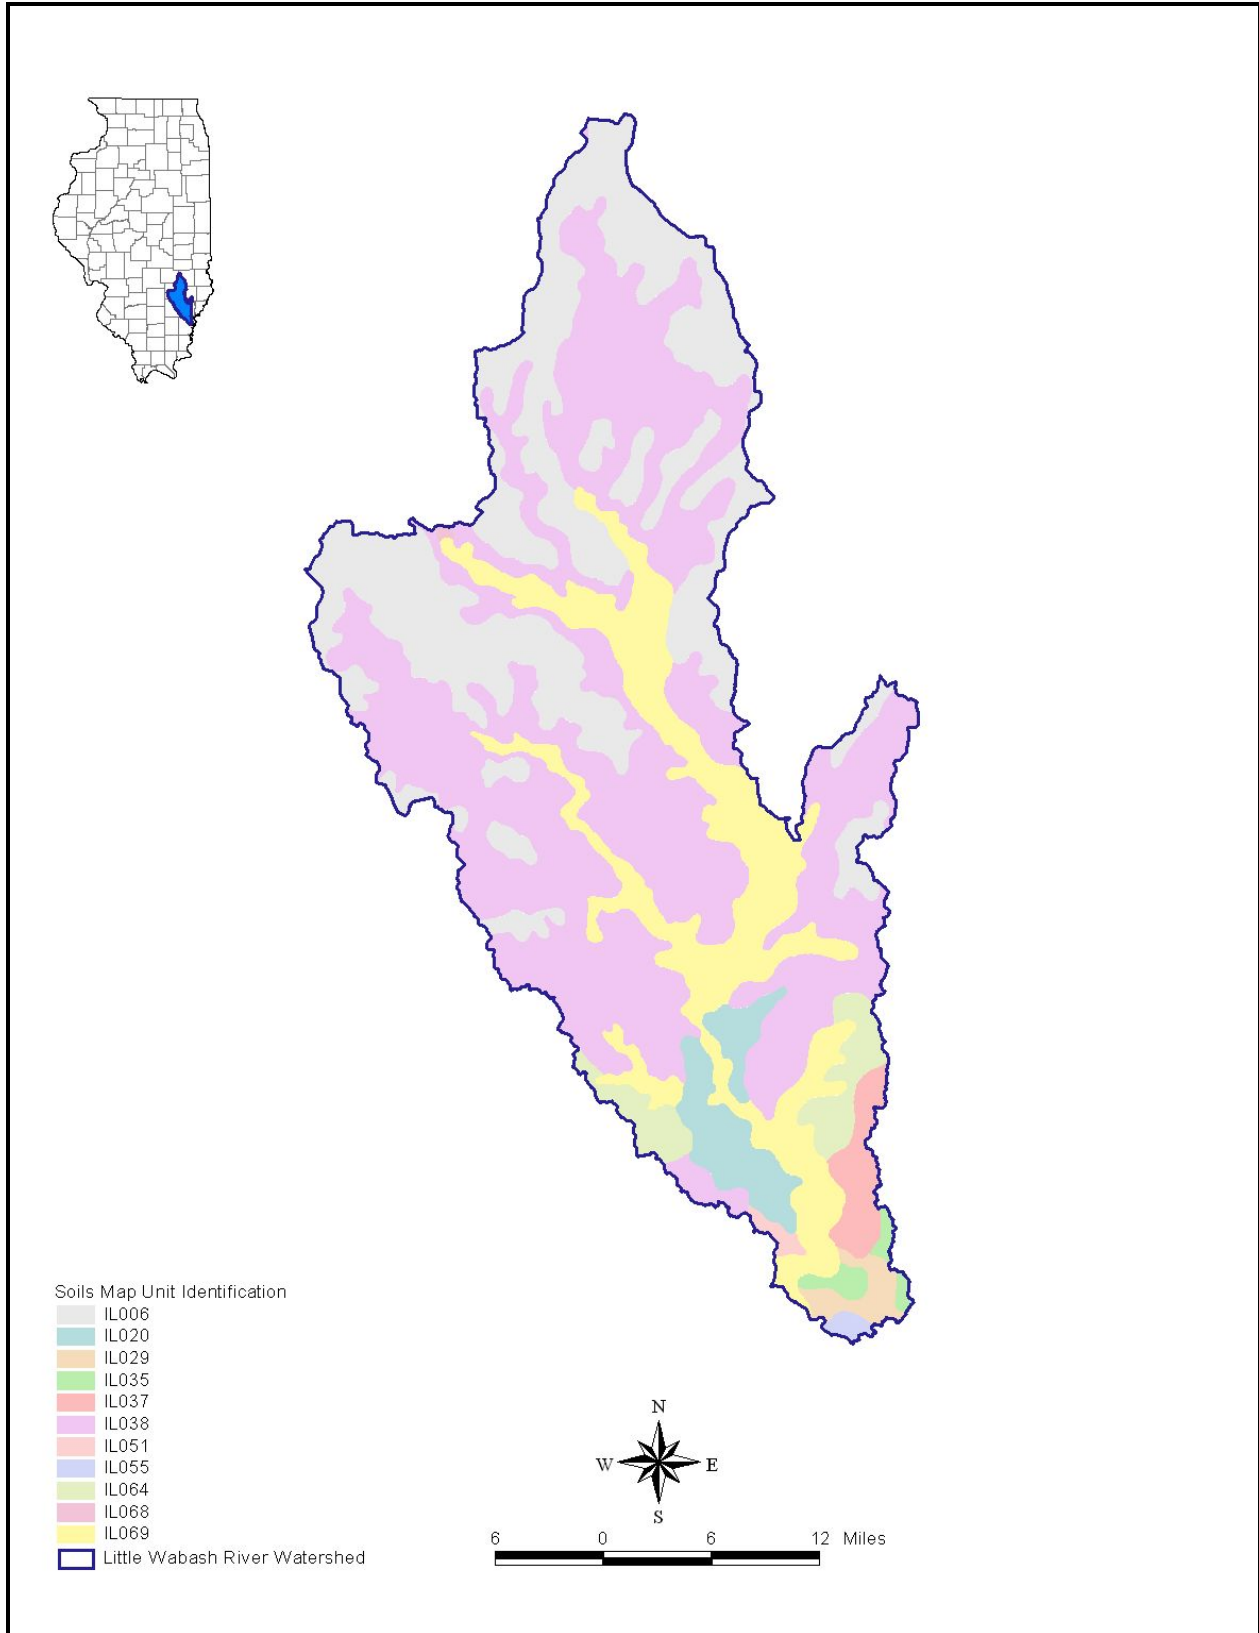 Soils Map Unit Identification
IL006
IL020
IL029
IL035
IL037
IL038
IL051
IL055
IL064
IL068
IL069
Little Wabash River Watershed
N
W E
S
6 0 6 12 Miles